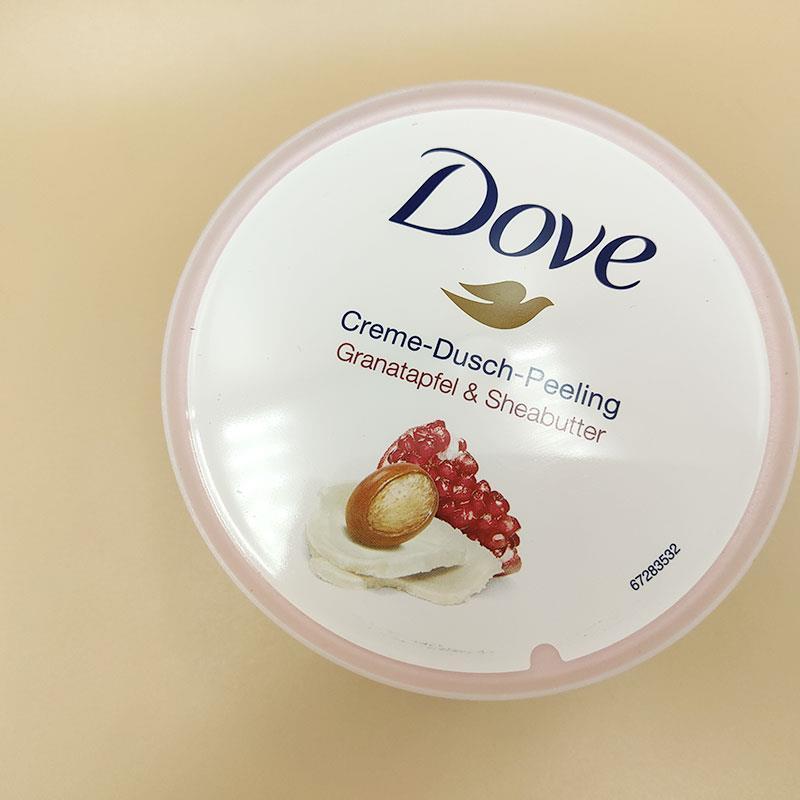 Dove
Creme-Dusch-Peeling
Granatapfel & Sheabutter
67283532